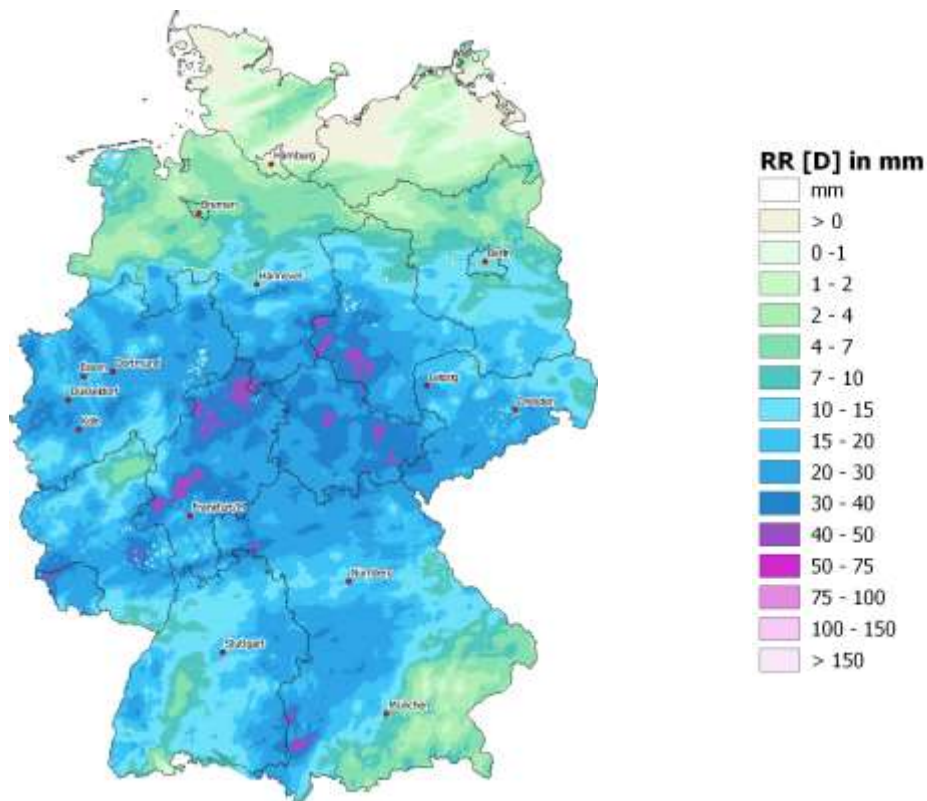 Hamburg
Bremen
Berlin
Hannover
Essen
Dortmund
Düsseldorf
Köln
Leipzig
Dresden
Frankfurt/M
Nürnberg
Stuttgart
München
RR [D] in mm
mm
> 0
0 -1
1 - 2
2 - 4
4 - 7
7 - 10
10 - 15
15 - 20
20 - 30
30 - 40
40 - 50
50 - 75
75 - 100
100 - 150
> 150